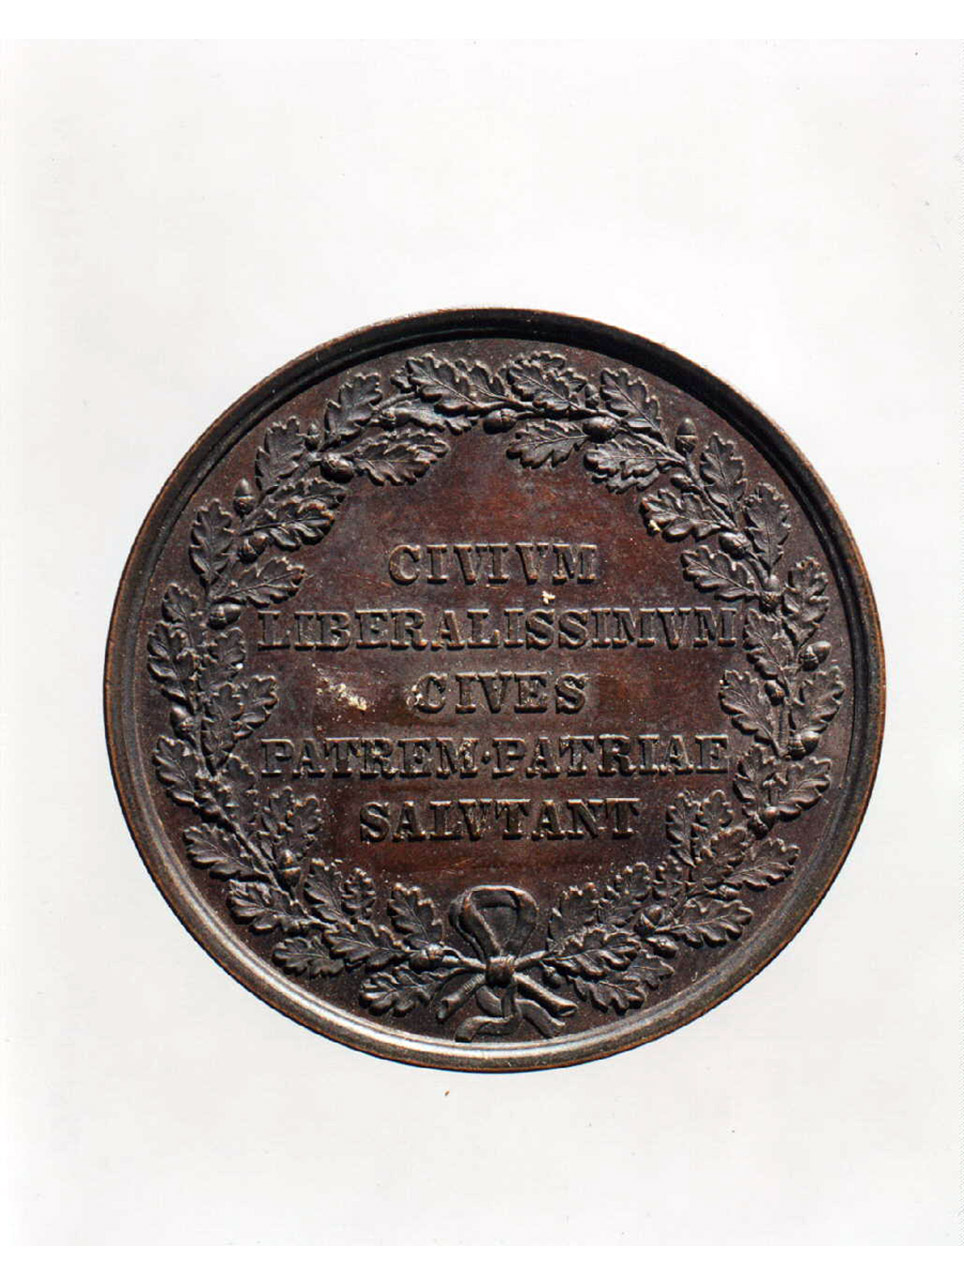 CIVIVM
LIBERALISSIMVM
CIVES
PATREM·PATRIAE
SALVTANT